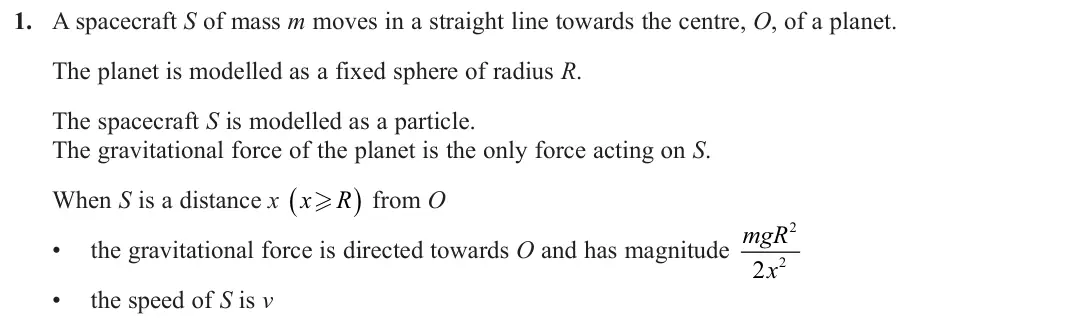 1. A spacecraft S of mass m moves in a straight line towards the centre, O, of a planet.
The planet is modelled as a fixed sphere of radius R.
The spacecraft S is modelled as a particle.
The gravitational force of the planet is the only force acting on S.
When S is a distance x (x ⩾ R) from O
• the gravitational force is directed towards O and has magnitude mgR²/2x²
• the speed of S is v